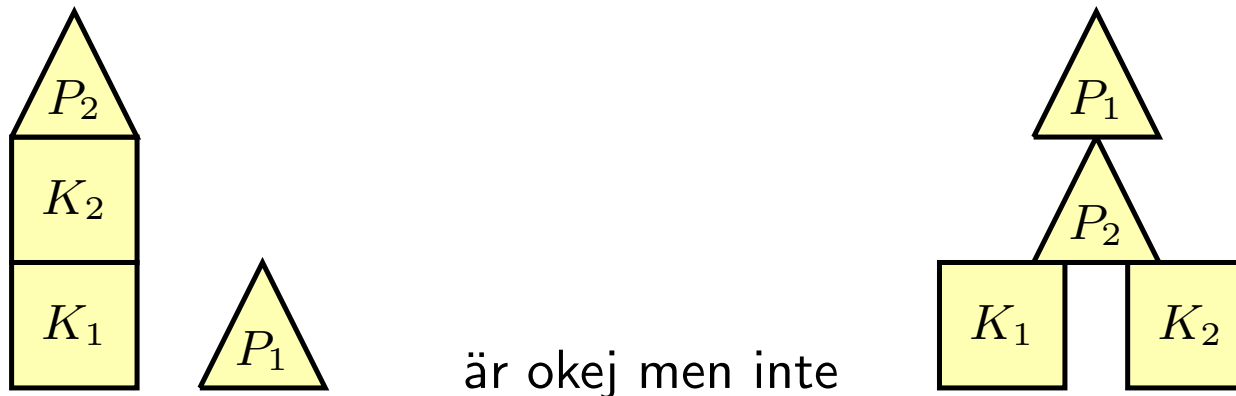 P₂
P₁
K₂
P₂
K₁
P₁
är okej men inte
K₁
K₂